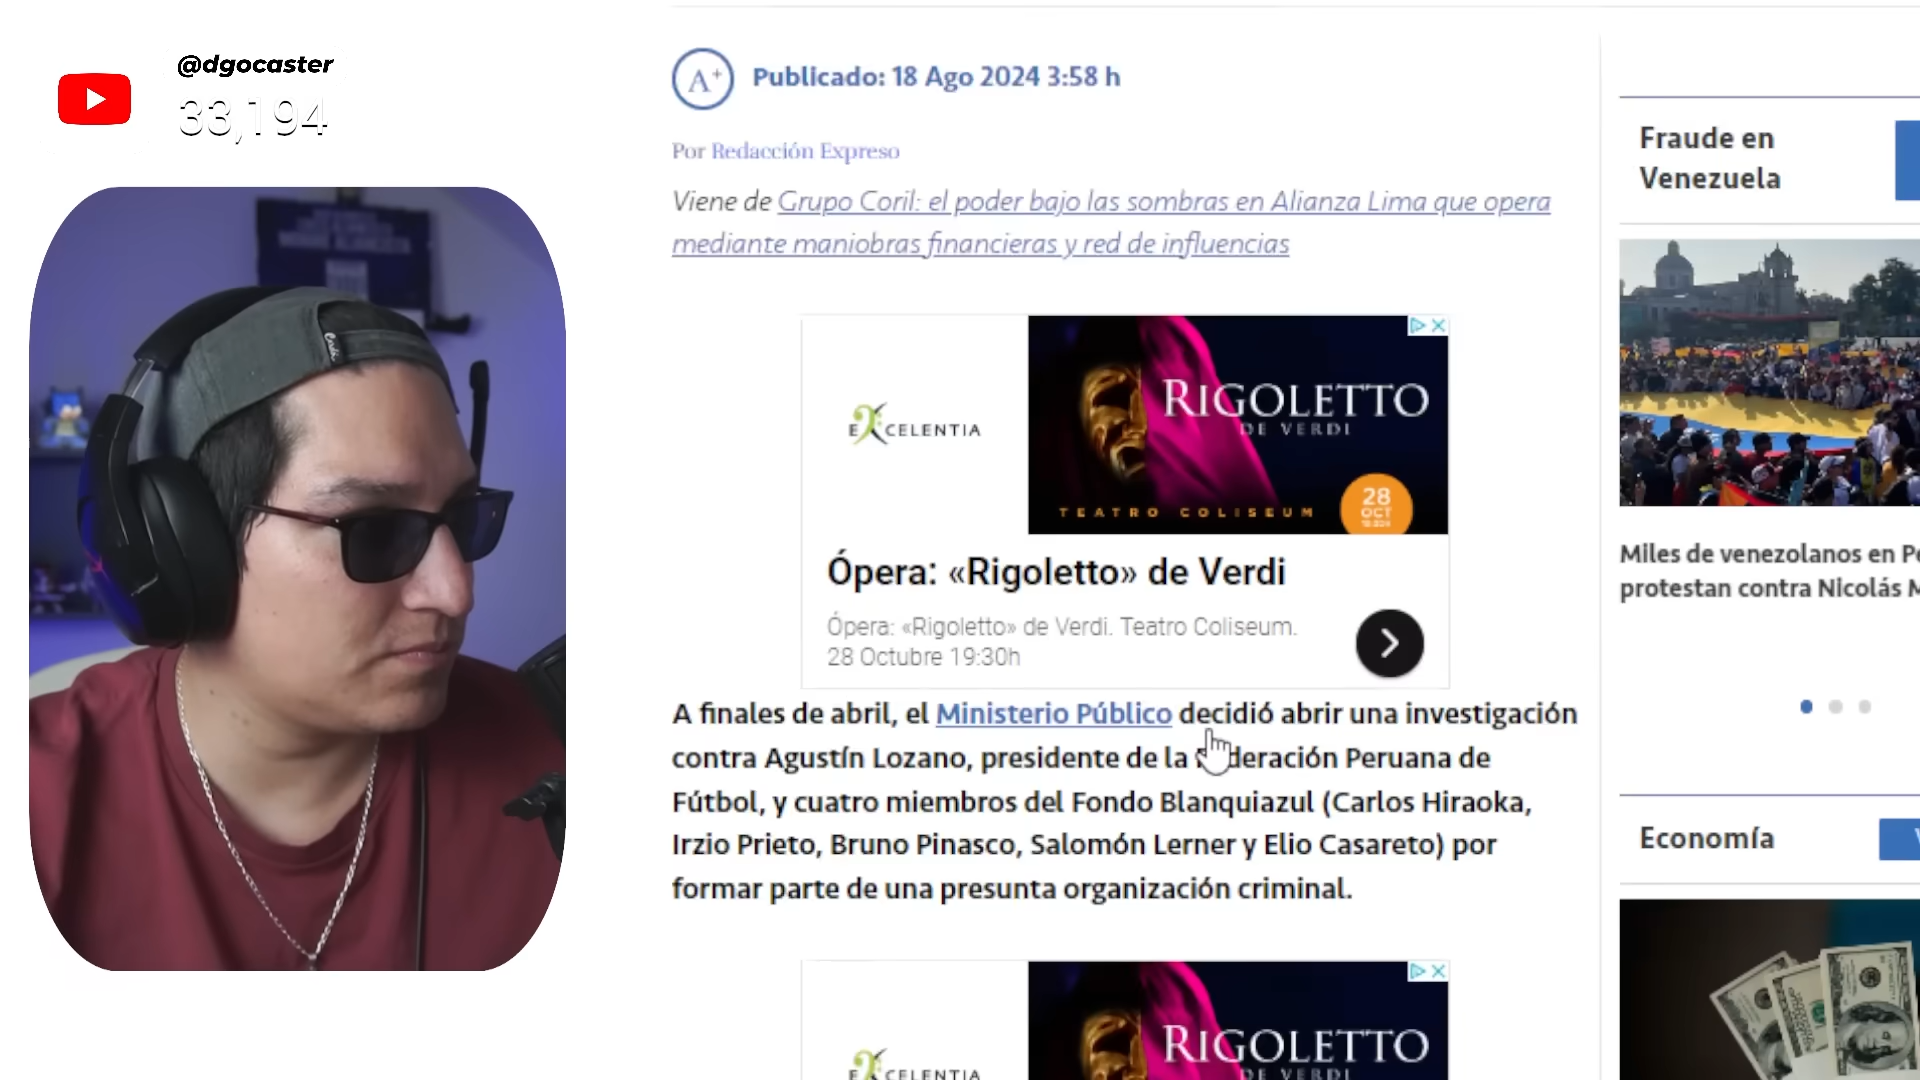 @dgocaster
33,194
A+
Publicado: 18 Ago 2024 3:58 h
Por Redacción Expreso
Viene de Grupo Coril: el poder bajo las sombras en Alianza Lima que opera
mediante maniobras financieras y red de influencias
EXCELENTIA
RIGOLETTO
DE VERDI
TEATRO COLISEUM
28
OCT
Ópera: «Rigoletto» de Verdi
Ópera: «Rigoletto» de Verdi. Teatro Coliseum.
28 Octubre 19:30h
A finales de abril, el Ministerio Público decidió abrir una investigación
contra Agustín Lozano, presidente de la Federación Peruana de
Fútbol, y cuatro miembros del Fondo Blanquiazul (Carlos Hiraoka,
Irzio Prieto, Bruno Pinasco, Salomón Lerner y Elio Casareto) por
formar parte de una presunta organización criminal.
EXCELENTIA
RIGOLETTO
DE VERDI
Fraude en
Venezuela
Miles de venezolanos en Pe
protestan contra Nicolás M
Economía